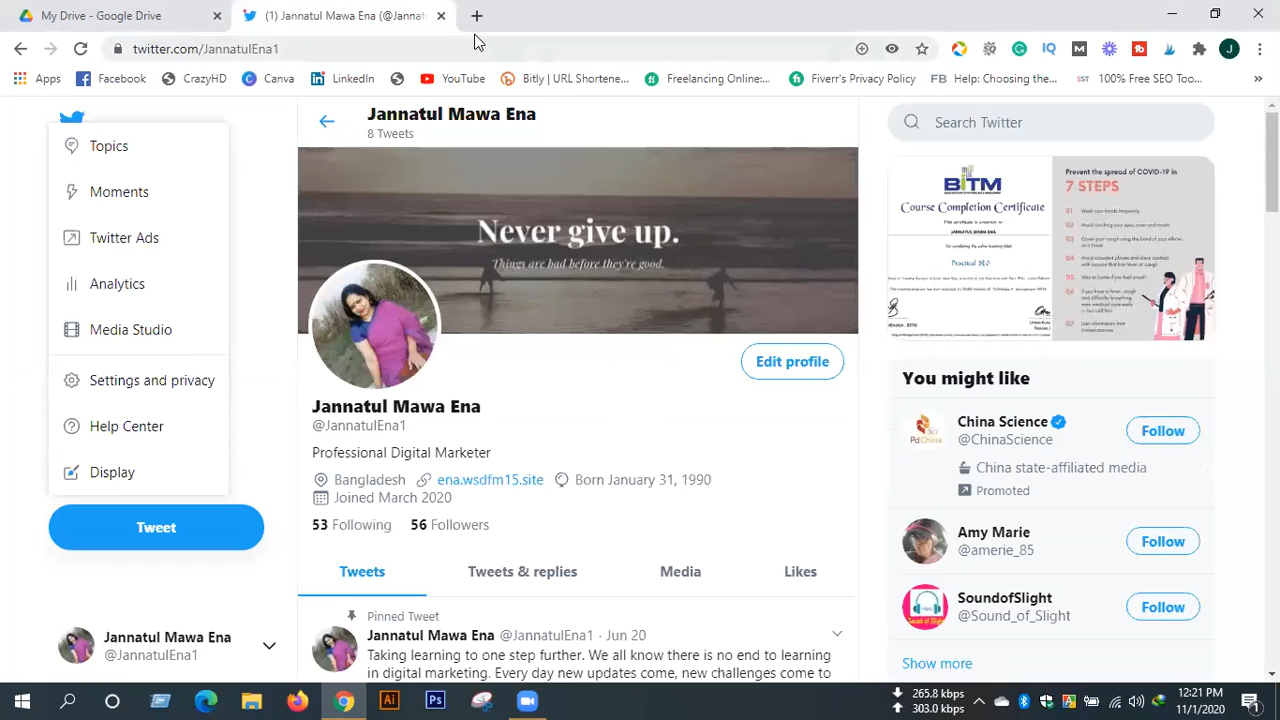 My Drive - Google Drive
(1) Jannatul Mawa Ena (@Jannat
twitter.com/JannatulEna1
J
Apps
Facebook
CrazyHD
Canva
LinkedIn
YouTube
Bitly | URL Shortene...
Freelancing Online:...
Fiverr's Privacy Policy
FB Help: Choosing the...
SST 100% Free SEO Too...
»
Topics
Moments
Twitter Ads
Analytics
Media Studio
Settings and privacy
Help Center
Display
Tweet
Jannatul Mawa Ena
@JannatulEna1
Jannatul Mawa Ena
8 Tweets
Never give up.
Things are bad before they're good.
Edit profile
Jannatul Mawa Ena
@JannatulEna1
Professional Digital Marketer
Bangladesh ena.wsdfm15.site Born January 31, 1990
Joined March 2020
53 Following 56 Followers
Tweets Tweets & replies Media Likes
Pinned Tweet
Jannatul Mawa Ena @JannatulEna1 · Jun 20
Taking learning to one step further. We all know there is no end to learning
in digital marketing. Every day new updates come, new challenges come to
Search Twitter
BITM
Course Completion Certificate
JANNATUL MAWA ENA
Practical SEO
Prevent the spread of COVID-19 in
7 STEPS
You might like
China Science
@ChinaScience
Follow
China state-affiliated media
Promoted
Amy Marie
@amerie_85
Follow
SoundofSlight
@Sound_of_Slight
Follow
Show more
Ai
Ps
265.8 kbps
303.0 kbps
12:21 PM
11/1/2020